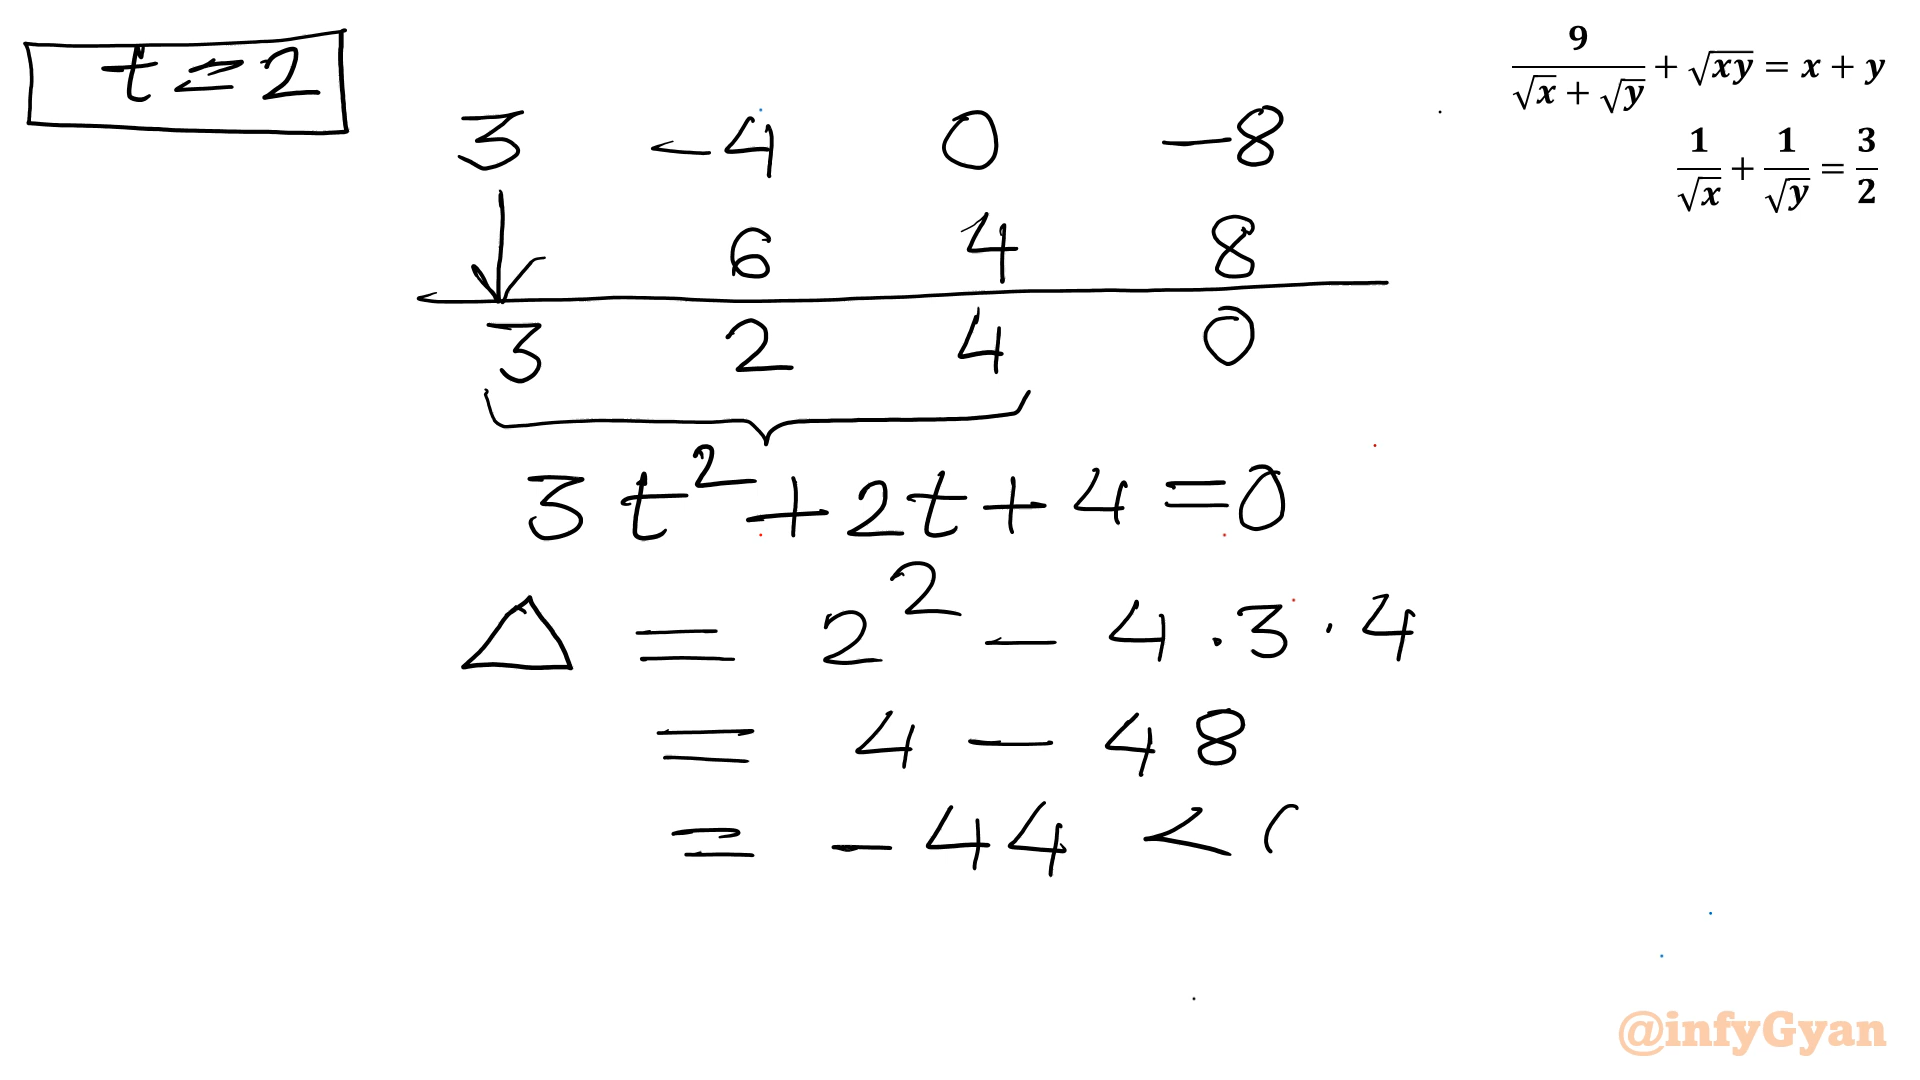 t = 2
9/(√x + √y) + √xy = x + y
1/√x + 1/√y = 3/2
3 -4 0 -8
6 4 8
3 2 4 0
3t² + 2t + 4 = 0
Δ = 2² - 4 . 3 . 4
= 4 - 48
= - 44 < (
@infyGyan